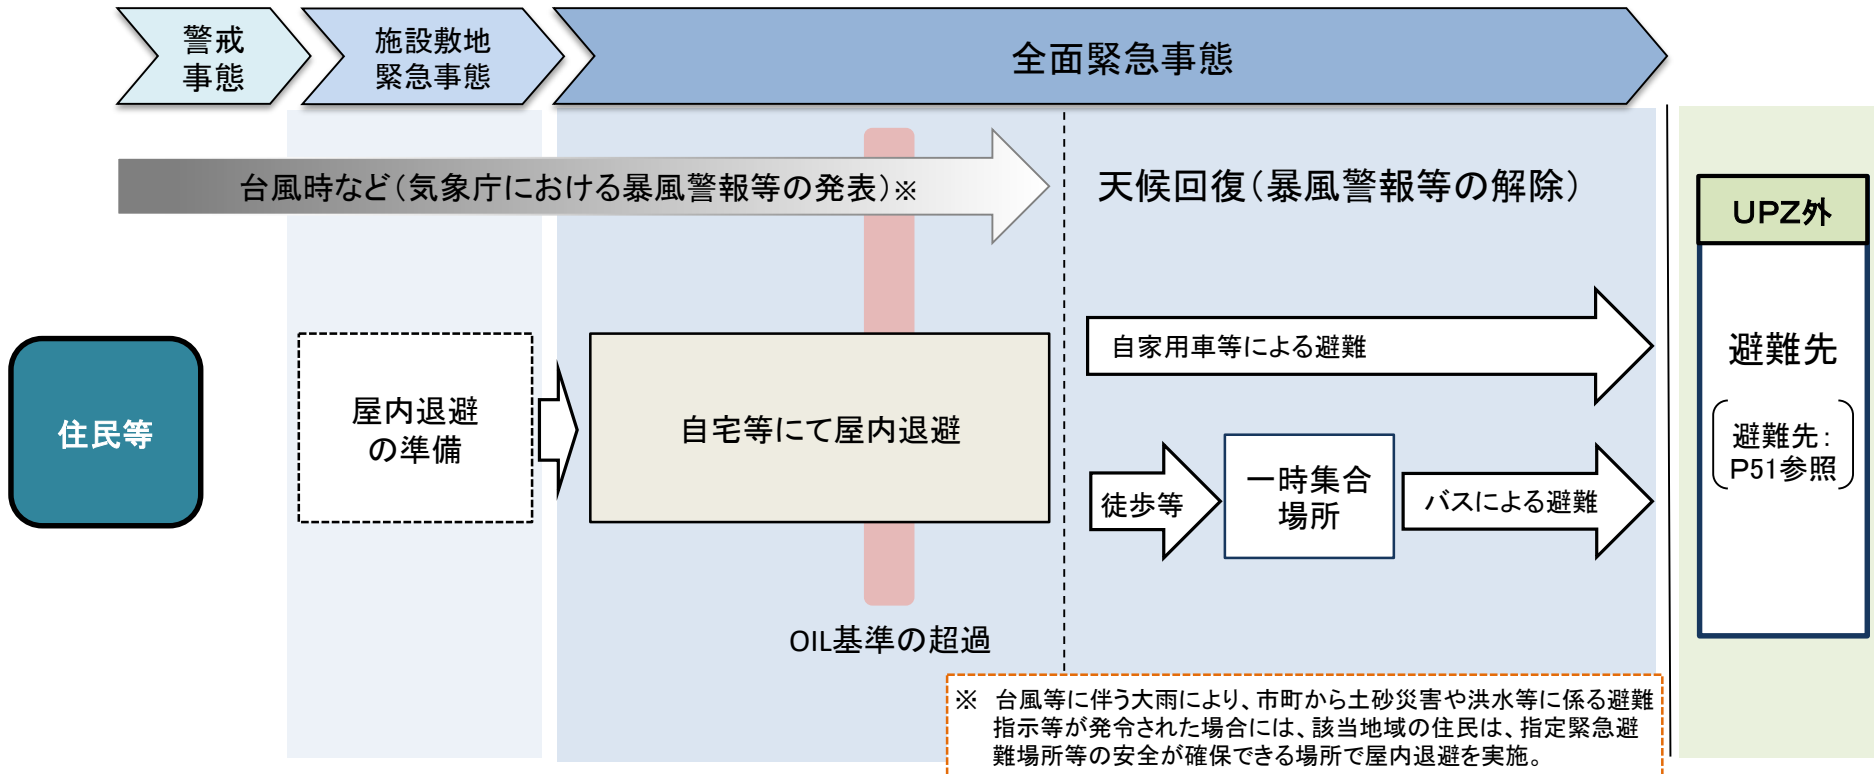 警戒
事態
施設敷地
緊急事態
全面緊急事態
台風時など(気象庁における暴風警報等の発表)※
天候回復(暴風警報等の解除)
UPZ外
住民等
屋内退避
の準備
自宅等にて屋内退避
自家用車等による避難
徒歩等
一時集合
場所
バスによる避難
避難先
避難先:
P51参照
OIL基準の超過
※ 台風等に伴う大雨により、市町から土砂災害や洪水等に係る避難
指示等が発令された場合には、該当地域の住民は、指定緊急避
難場所等の安全が確保できる場所で屋内退避を実施。